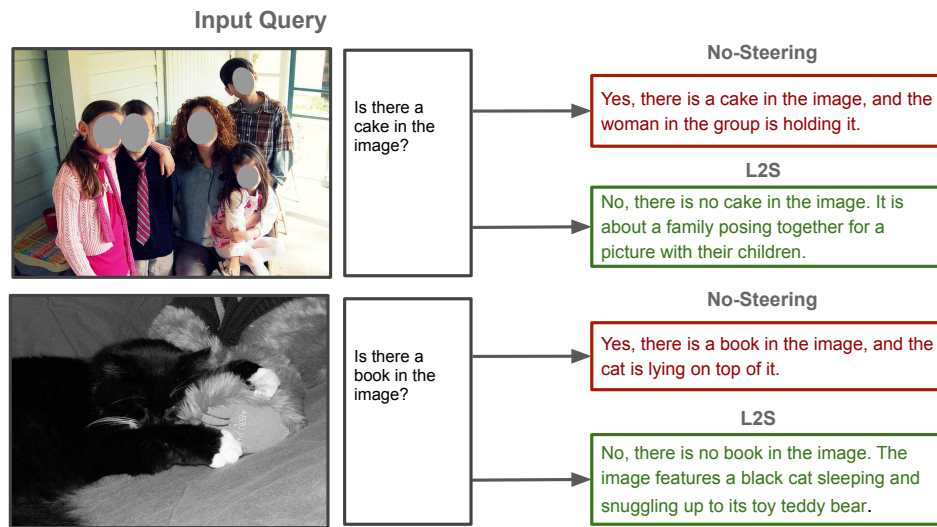 Input Query
No-Steering
Is there a
cake in the
image?
Yes, there is a cake in the image, and the
woman in the group is holding it.
L2S
No, there is no cake in the image. It is
about a family posing together for a
picture with their children.
No-Steering
Is there a
book in the
image?
Yes, there is a book in the image, and the
cat is lying on top of it.
L2S
No, there is no book in the image. The
image features a black cat sleeping and
snuggling up to its toy teddy bear.